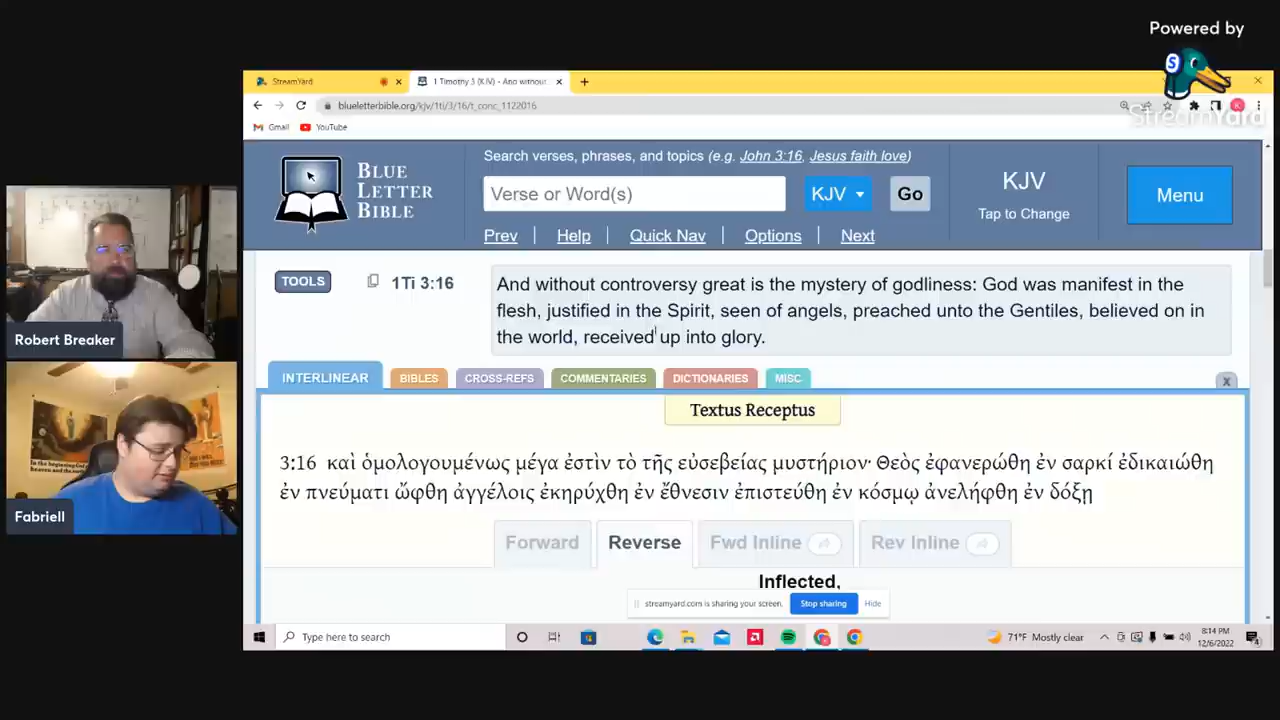 Powered by
StreamYard
StreamYard
1 Timothy 3 (KJV) - And without
blueletterbible.org/kjv/1ti/3/16/t_conc_1122016
Gmail YouTube
BLUE
LETTER
BIBLE
Search verses, phrases, and topics (e.g. John 3:16, Jesus faith love)
Verse or Word(s)
KJV
Go
Prev | Help | Quick Nav | Options | Next
KJV
Tap to Change
Menu
TOOLS
1Ti 3:16
And without controversy great is the mystery of godliness: God was manifest in the
flesh, justified in the Spirit, seen of angels, preached unto the Gentiles, believed on in
the world, received up into glory.
INTERLINEAR BIBLES CROSS-REFS COMMENTARIES DICTIONARIES MISC X
Textus Receptus
3:16 καὶ ὁμολογουμένως μέγα ἐστὶν τὸ τῆς εὐσεβείας μυστήριον· Θεὸς ἐφανερώθη ἐν σαρκί ἐδικαιώθη
ἐν πνεύματι ὤφθη ἀγγέλοις ἐκηρύχθη ἐν ἔθνεσιν ἐπιστεύθη ἐν κόσμῳ ἀνελήφθη ἐν δόξῃ
Forward Reverse Fwd Inline Rev Inline
Inflected,
streamyard.com is sharing your screen. Stop sharing Hide
Type here to search
71°F Mostly clear
8:14 PM
12/6/2022
Robert Breaker
In the beginning God
Fabriell